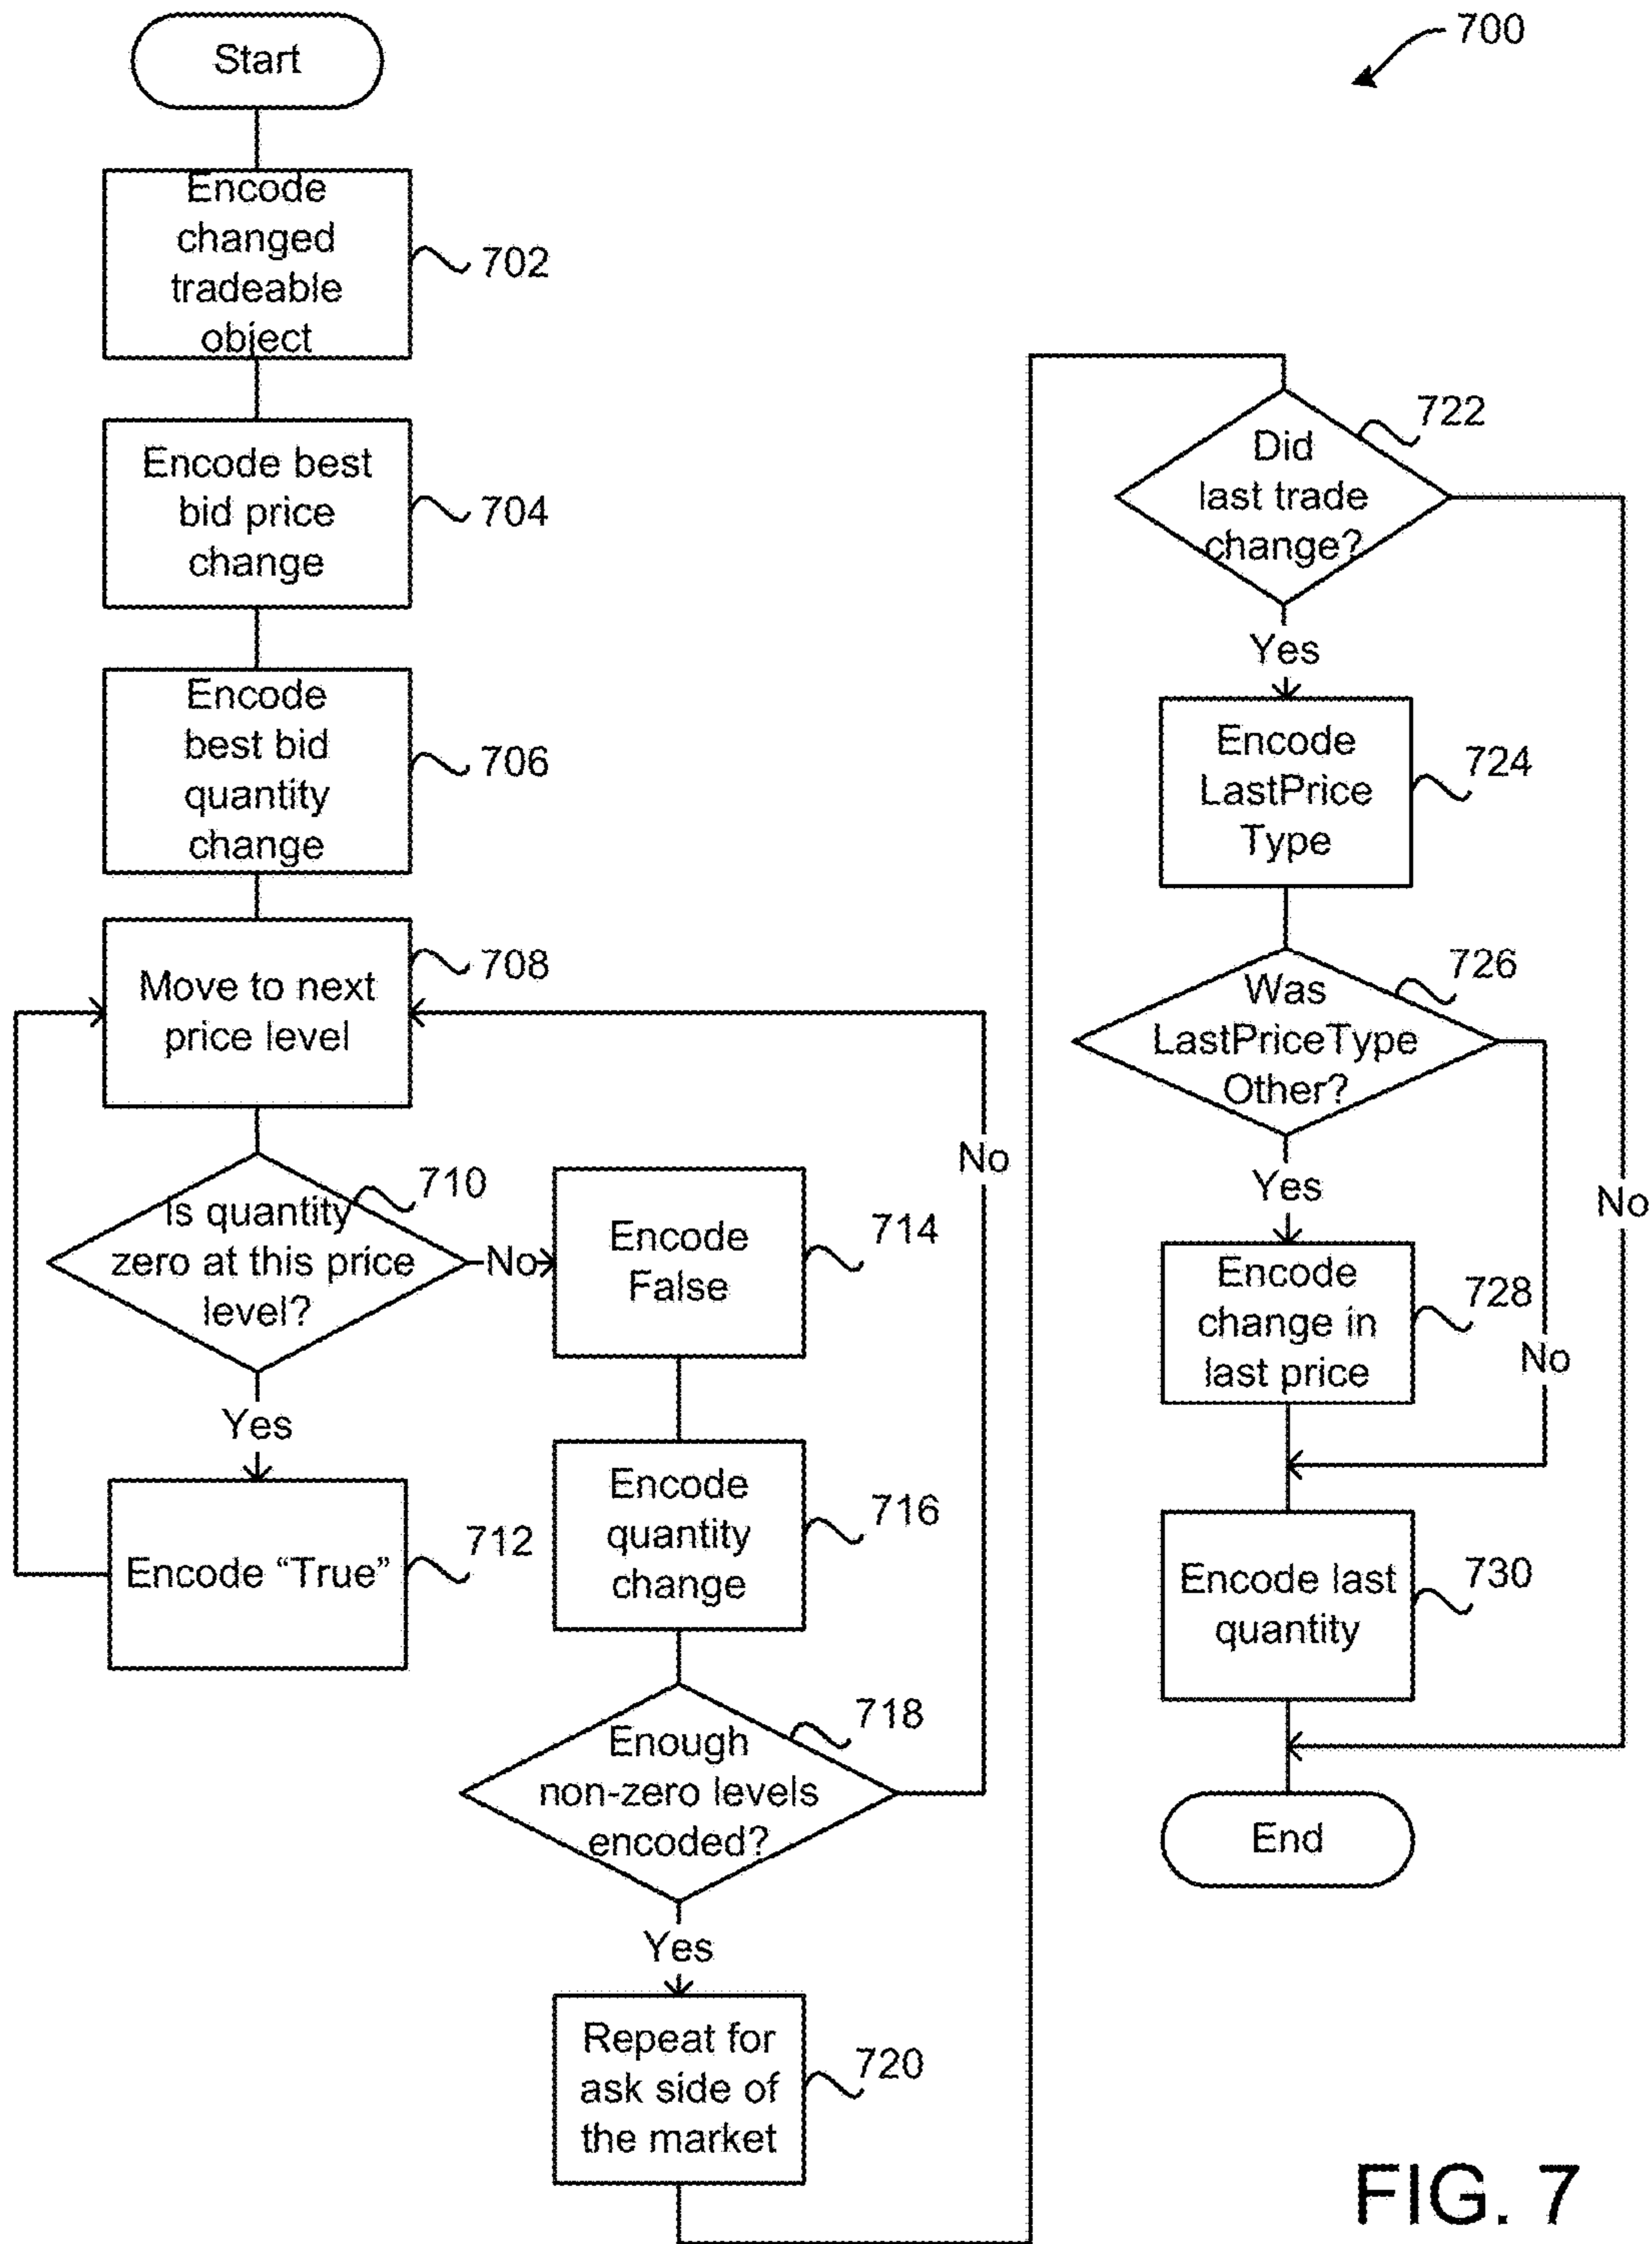 Start
700
Encode
changed
tradeable
object
702
Encode best
bid price
change
704
Encode
best bid
quantity
change
706
Move to next
price level
708
Is quantity
zero at this price
level?
710
No
Yes
Encode “True”
712
Encode
False
714
Encode
quantity
change
716
Enough
non-zero levels
encoded?
718
No
Yes
Repeat for
ask side of
the market
720
Did
last trade
change?
722
Yes
No
Encode
LastPrice
Type
724
Was
LastPriceType
Other?
726
Yes
No
Encode
change in
last price
728
Encode last
quantity
730
End
FIG. 7